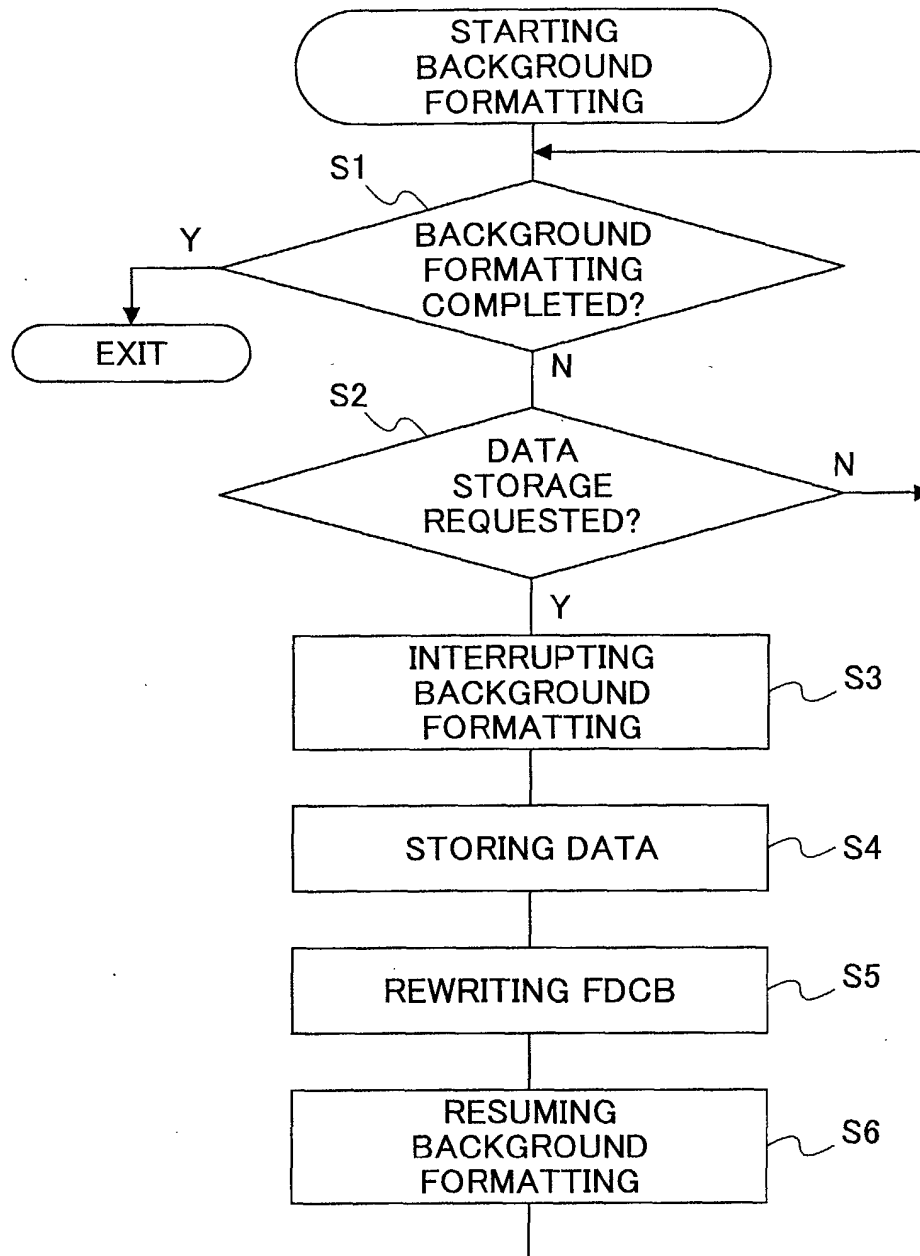 STARTING
BACKGROUND
FORMATTING
S1
BACKGROUND
FORMATTING
COMPLETED?
Y
EXIT
N
S2
DATA
STORAGE
REQUESTED?
N
Y
INTERRUPTING
BACKGROUND
FORMATTING
S3
STORING DATA
S4
REWRITING FDCB
S5
RESUMING
BACKGROUND
FORMATTING
S6